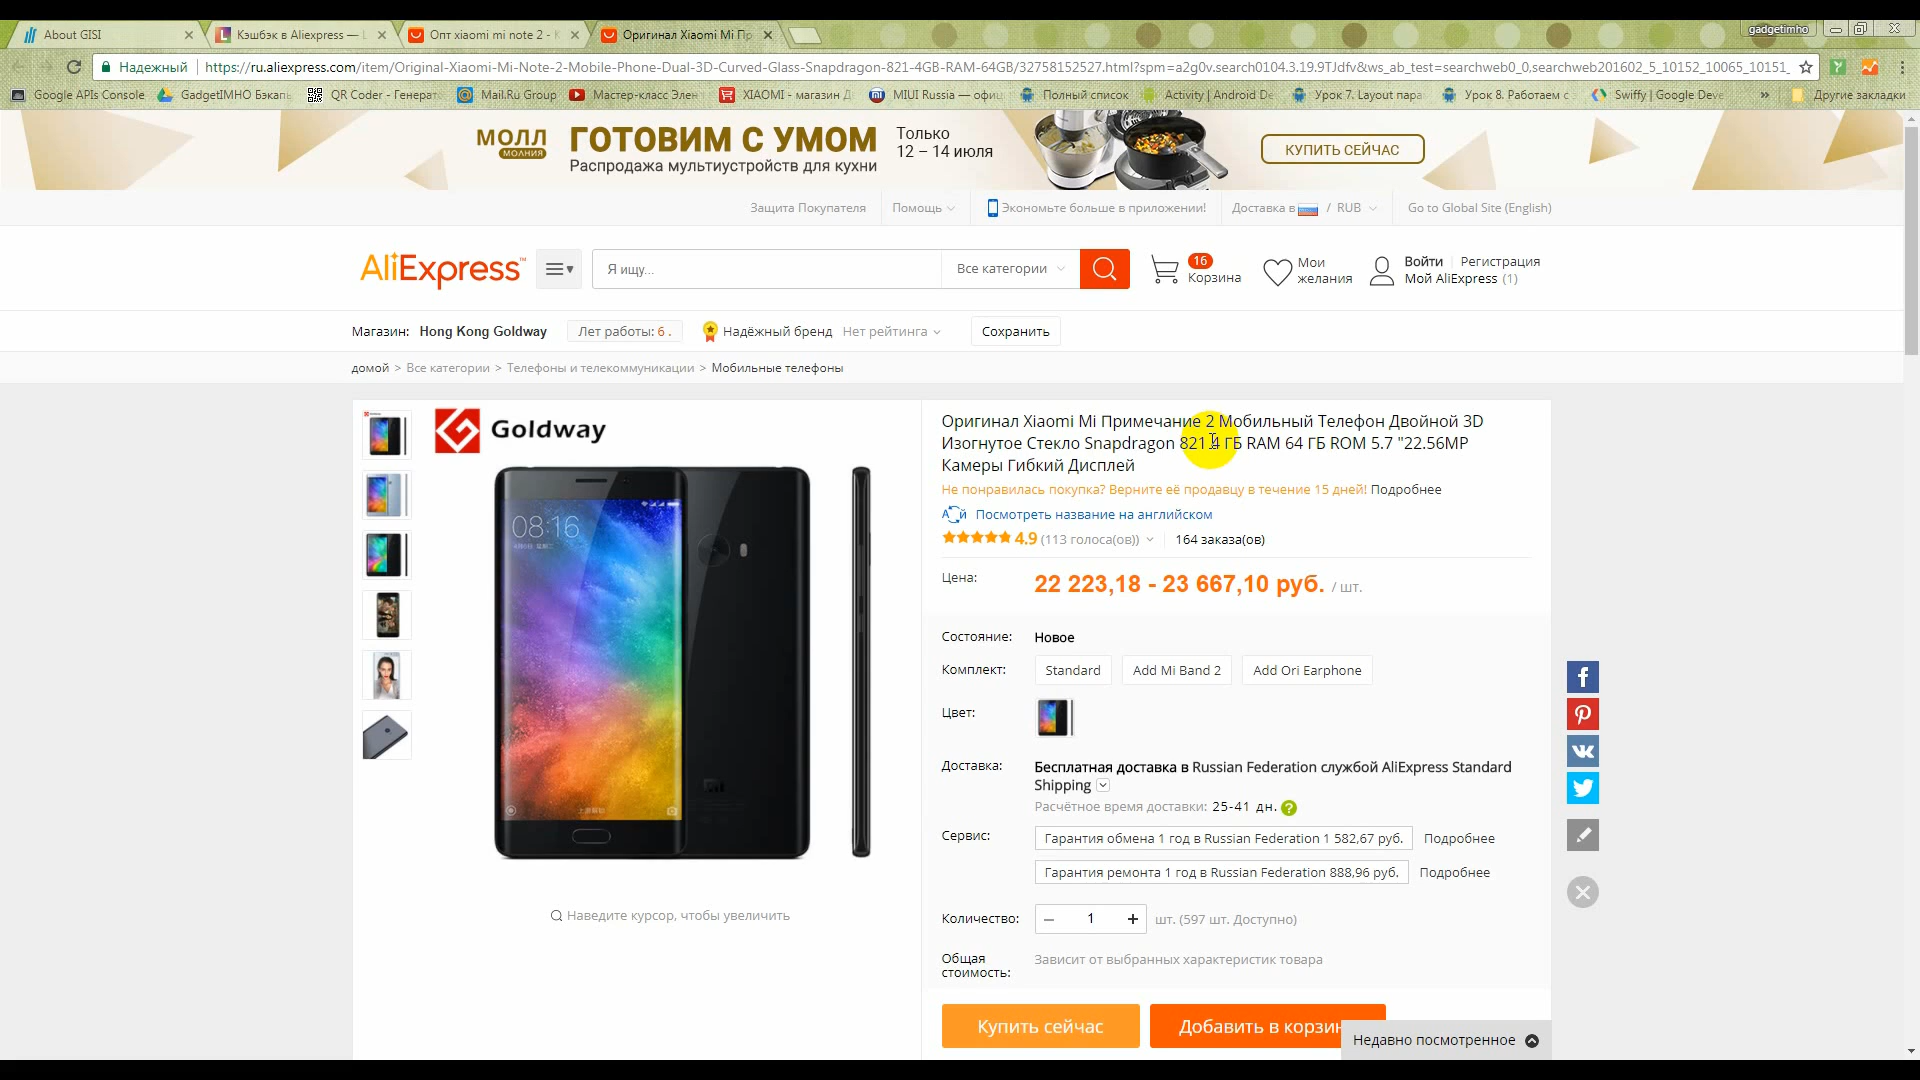 About GISI
Кэшбэк в Aliexpress —
Опт xiaomi mi note 2 - К
Оригинал Xiaomi Mi Пр
gadgetimho
Надежный
https://ru.aliexpress.com/item/Original-Xiaomi-Mi-Note-2-Mobile-Phone-Dual-3D-Curved-Glass-Snapdragon-821-4GB-RAM-64GB/32758152527.html?spm=a2g0v.search0104.3.19.9TJdfv&ws_ab_test=searchweb0_0,searchweb201602_5_10152_10065_10151_
Google APIs Console
GadgetIMHO Бэкапы
QR Coder - Генерат
Mail.Ru Group
Мастер-класс Элен
XIAOMI - магазин Д
MIUI Russia — офиц
Полный список
Activity | Android De
Урок 7. Layout пара
Урок 8. Работаем с
Swiffy | Google Deve
»
Другие закладки
МОЛЛ
МОЛНИЯ
ГОТОВИМ С УМОМ
Распродажа мультиустройств для кухни
Только
12 – 14 июля
КУПИТЬ СЕЙЧАС
Защита Покупателя
Помощь
Экономьте больше в приложении!
Доставка в / RUB
Go to Global Site (English)
AliExpress™
Я ищу...
Все категории
16
Корзина
Мои
желания
Войти | Регистрация
Мой AliExpress (1)
Магазин: Hong Kong Goldway
Лет работы: 6 .
Надёжный бренд
Нет рейтинга
Сохранить
домой > Все категории > Телефоны и телекоммуникации > Мобильные телефоны
Goldway
08:16
Наведите курсор, чтобы увеличить
Оригинал Xiaomi Mi Примечание 2 Мобильный Телефон Двойной 3D
Изогнутое Стекло Snapdragon 821 4 ГБ RAM 64 ГБ ROM 5.7 "22.56MP
Камеры Гибкий Дисплей
Не понравилась покупка? Верните её продавцу в течение 15 дней! Подробнее
Посмотреть название на английском
4.9 (113 голоса(ов))
164 заказа(ов)
Цена: 22 223,18 - 23 667,10 руб. / шт.
Состояние: Новое
Комплект: Standard Add Mi Band 2 Add Ori Earphone
Цвет:
Доставка: Бесплатная доставка в Russian Federation службой AliExpress Standard
Shipping
Расчётное время доставки: 25-41 дн. ?
Сервис: Гарантия обмена 1 год в Russian Federation 1 582,67 руб. Подробнее
Гарантия ремонта 1 год в Russian Federation 888,96 руб. Подробнее
Количество: − 1 + шт. (597 шт. Доступно)
Общая
стоимость:
Зависит от выбранных характеристик товара
Купить сейчас
Добавить в корзин
Недавно посмотренное